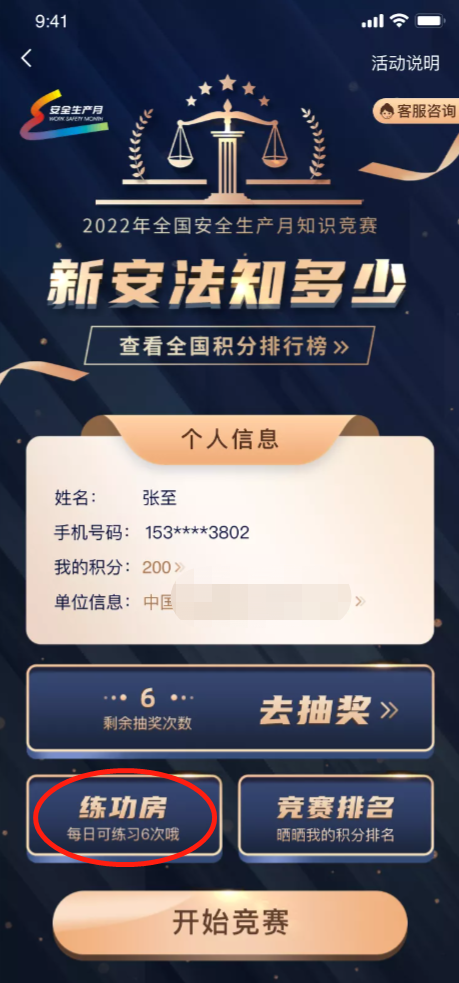 9:41
活动说明
安全生产月
WORK SAFETY MONTH
客服咨询
2022年全国安全生产月知识竞赛
新安法知多少
查看全国积分排行榜»
个人信息
姓名： 张至
手机号码： 153****3802
我的积分： 200»
单位信息： 中国 »
6
剩余抽奖次数
去抽奖»
练功房
每日可练习6次哦
竞赛排名
晒晒我的积分排名
开始竞赛